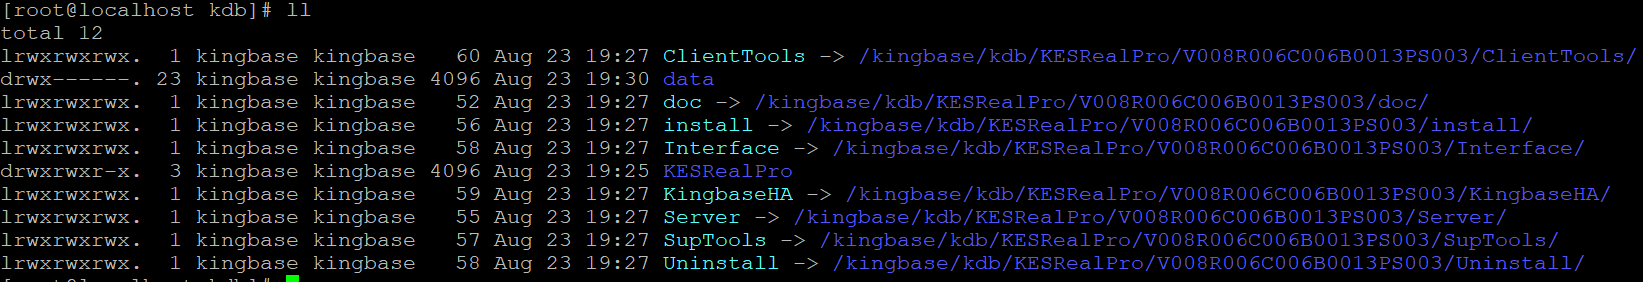 [root@localhost kdb]# ll
total 12
lrwxrwxrwx.  1 kingbase kingbase   60 Aug 23 19:27 ClientTools -> /kingbase/kdb/KESRealPro/V008R006C006B0013PS003/ClientTools/
drwx------. 23 kingbase kingbase 4096 Aug 23 19:30 data
lrwxrwxrwx.  1 kingbase kingbase   52 Aug 23 19:27 doc -> /kingbase/kdb/KESRealPro/V008R006C006B0013PS003/doc/
lrwxrwxrwx.  1 kingbase kingbase   56 Aug 23 19:27 install -> /kingbase/kdb/KESRealPro/V008R006C006B0013PS003/install/
lrwxrwxrwx.  1 kingbase kingbase   58 Aug 23 19:27 Interface -> /kingbase/kdb/KESRealPro/V008R006C006B0013PS003/Interface/
drwxrwxr-x.  3 kingbase kingbase 4096 Aug 23 19:25 KESRealPro
lrwxrwxrwx.  1 kingbase kingbase   59 Aug 23 19:27 KingbaseHA -> /kingbase/kdb/KESRealPro/V008R006C006B0013PS003/KingbaseHA/
lrwxrwxrwx.  1 kingbase kingbase   55 Aug 23 19:27 Server -> /kingbase/kdb/KESRealPro/V008R006C006B0013PS003/Server/
lrwxrwxrwx.  1 kingbase kingbase   57 Aug 23 19:27 SupTools -> /kingbase/kdb/KESRealPro/V008R006C006B0013PS003/SupTools/
lrwxrwxrwx.  1 kingbase kingbase   58 Aug 23 19:27 Uninstall -> /kingbase/kdb/KESRealPro/V008R006C006B0013PS003/Uninstall/
[root@localhost kdb]#